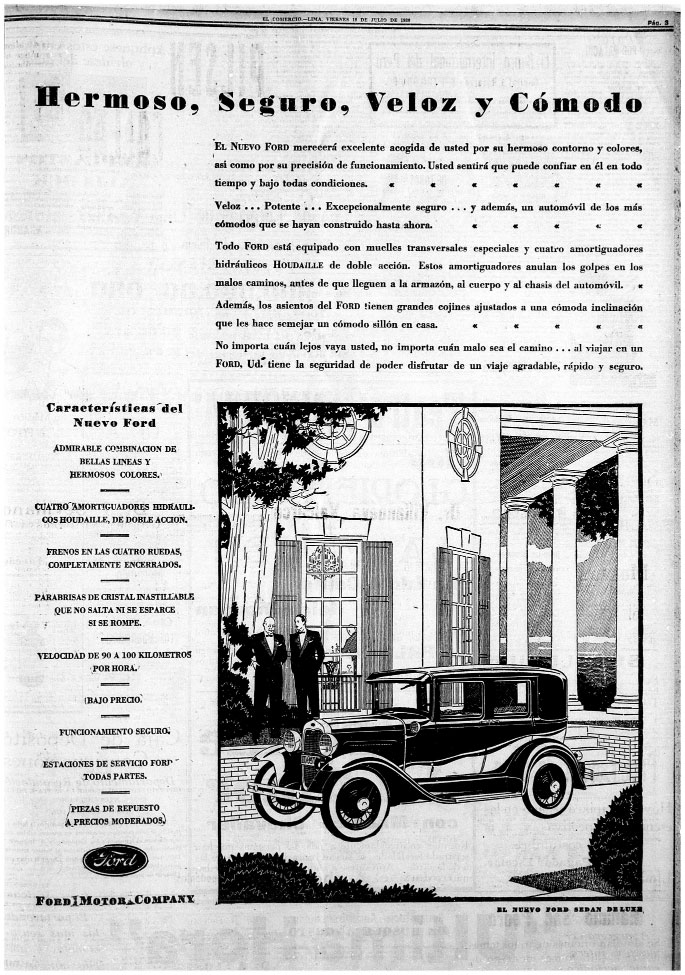 EL COMERCIO.—LIMA, VIERNES 18 DE JULIO DE 1930
Pág. 3
Hermoso, Seguro, Veloz y Cómodo
EL NUEVO FORD merecerá excelente acogida de usted por su hermoso contorno y colores,
asi como por su precisión de funcionamiento. Usted sentirá que puede confiar en él en todo
tiempo y bajo todas condiciones. « « « « « « «
Veloz . . . Potente . . . Excepcionalmente seguro . . . y además, un automóvil de los más
cómodos que se hayan construido hasta ahora. « « « « «
Todo FORD está equipado con muelles transversales especiales y cuatro amortiguadores
hidráulicos HOUDAILLE de doble acción. Estos amortiguadores anulan los golpes en los
malos caminos, antes de que lleguen a la armazón, al cuerpo y al chasis del automóvil. «
Además, los asientos del FORD tienen grandes cojines ajustados a una cómoda inclinación
que les hace semejar un cómodo sillón en casa. « « « « «
No importa cuán lejos vaya usted, no importa cuán malo sea el camino . . . al viajar en un
FORD, Ud. tiene la seguridad de poder disfrutar de un viaje agradable, rápido y seguro.
Características del
Nuevo Ford
ADMIRABLE COMBINACION DE
BELLAS LINEAS Y
HERMOSOS COLORES.
CUATRO AMORTIGUADORES HIDRAULI-
COS HOUDAILLE, DE DOBLE ACCION.
FRENOS EN LAS CUATRO RUEDAS,
COMPLETAMENTE ENCERRADOS.
PARABRISAS DE CRISTAL INASTILLABLE
QUE NO SALTA NI SE ESPARCE
SI SE ROMPE.
VELOCIDAD DE 90 A 100 KILOMETROS
POR HORA.
BAJO PRECIO.
FUNCIONAMIENTO SEGURO.
ESTACIONES DE SERVICIO FORD
TODAS PARTES.
PIEZAS DE REPUESTO
A PRECIOS MODERADOS.
Ford
FORD MOTOR COMPANY
EL NUEVO FORD SEDAN DE LUXE